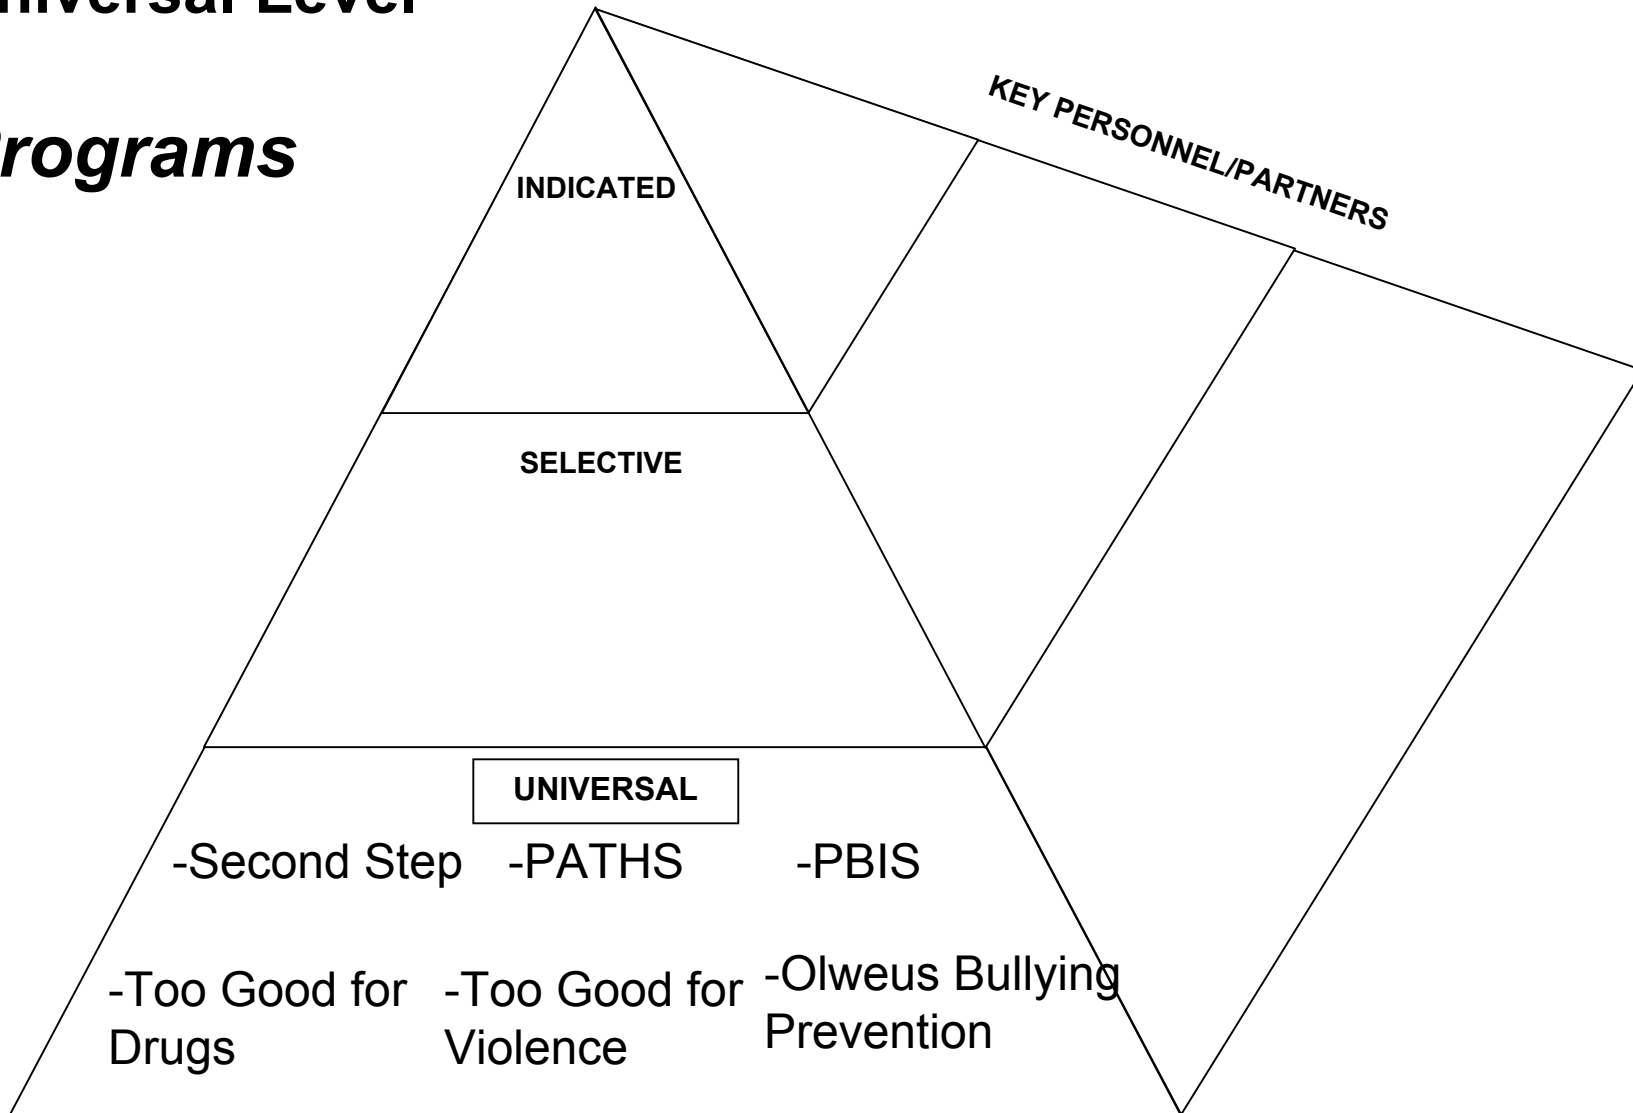 niversal Level
rograms
KEY PERSONNEL/PARTNERS
INDICATED
SELECTIVE
UNIVERSAL
-Second Step -PATHS -PBIS
-Too Good for Drugs
-Too Good for Violence
-Olweus Bullying Prevention